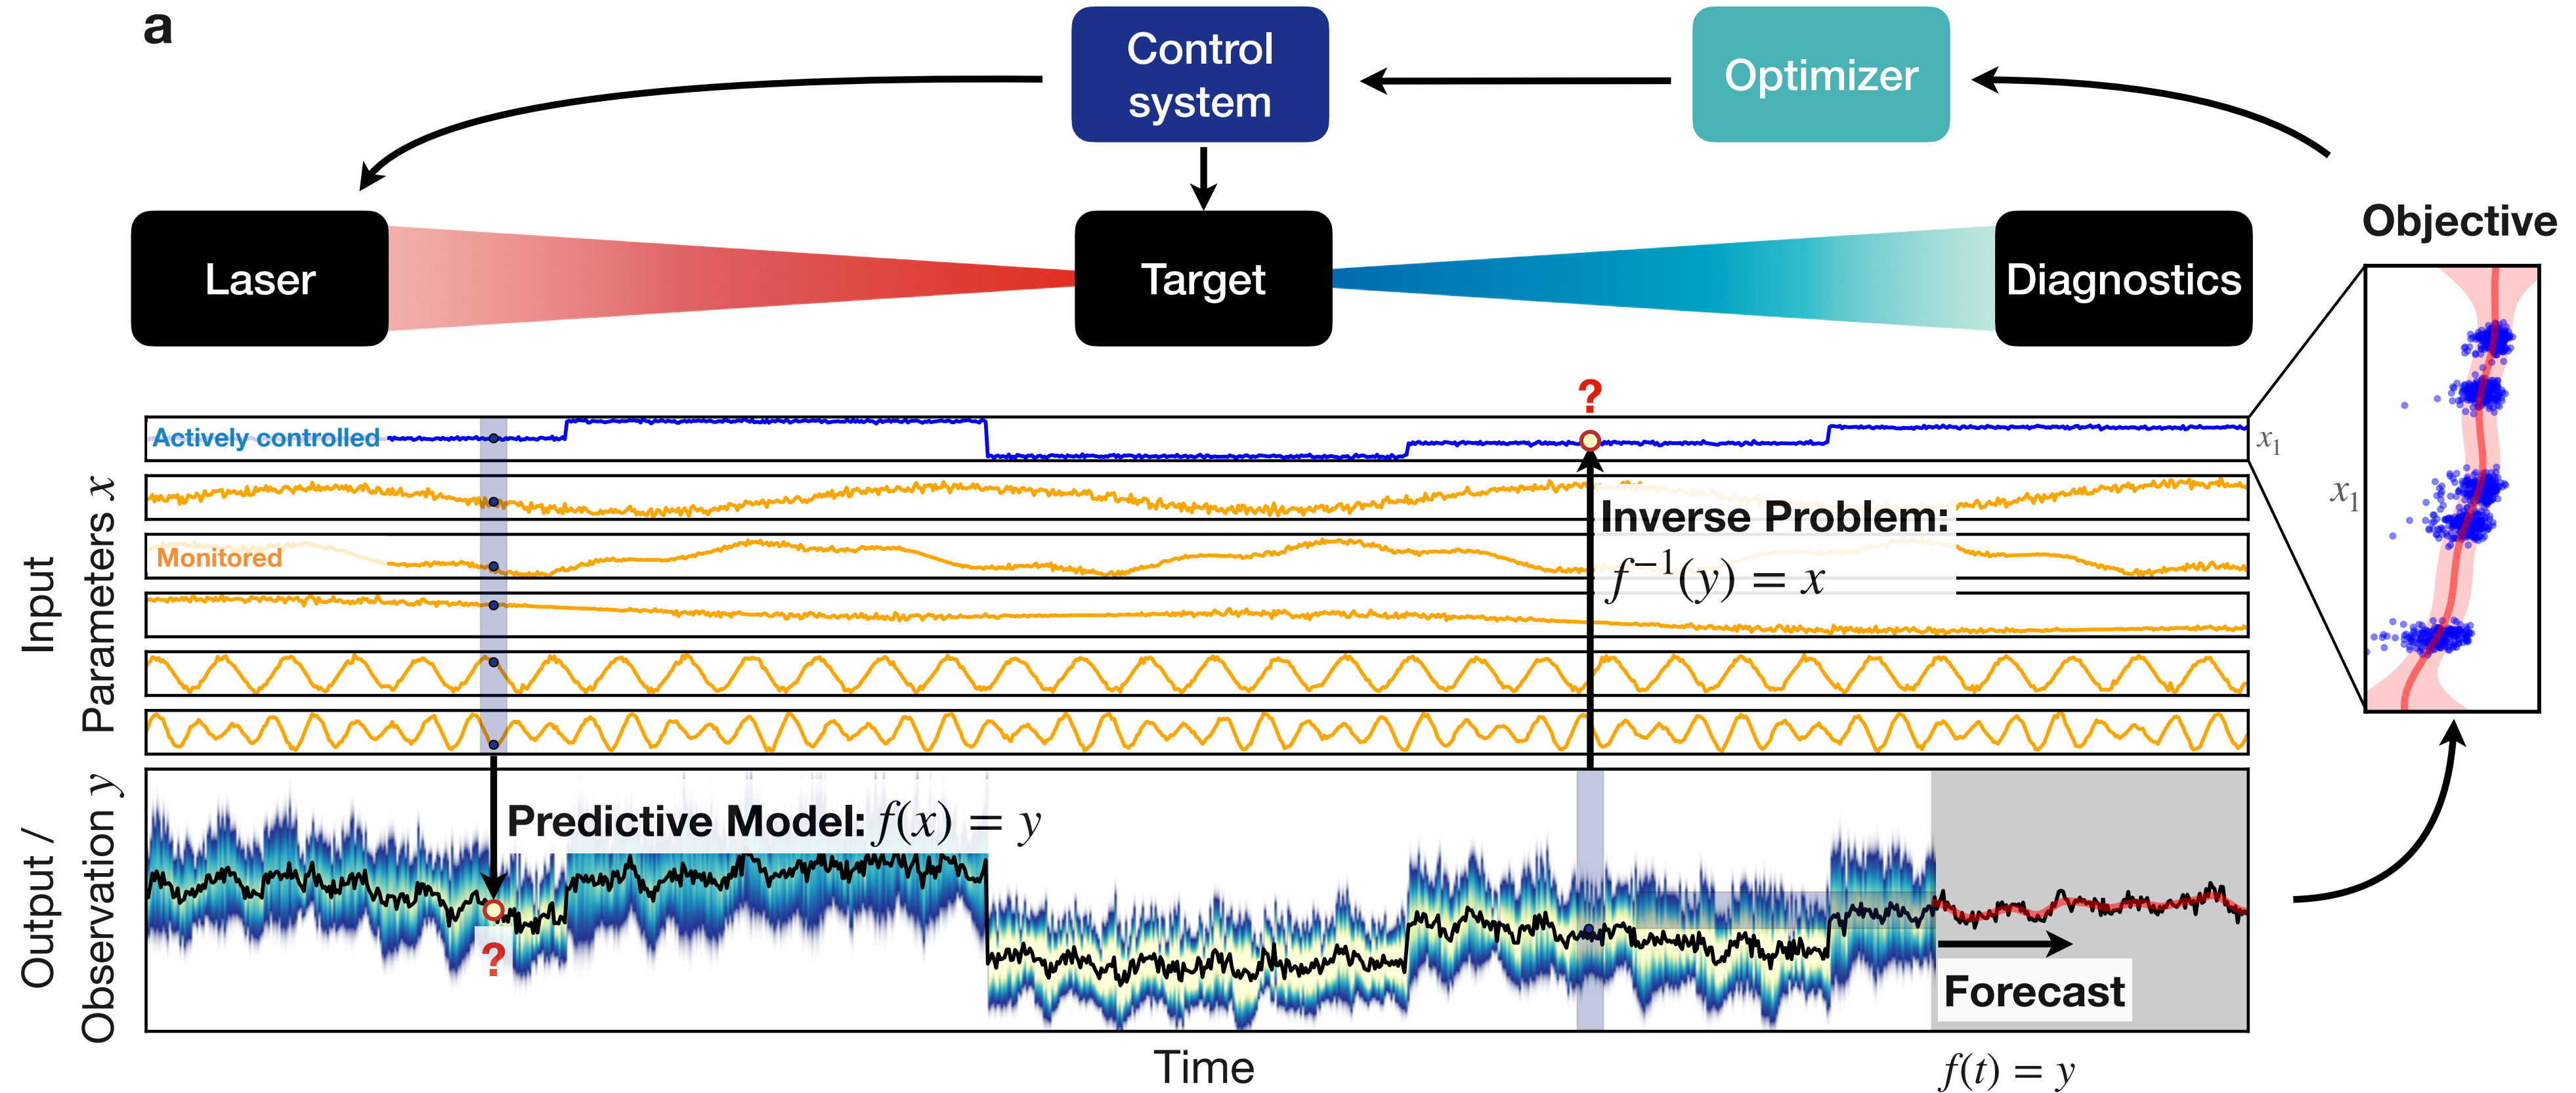 a
Control
system
Optimizer
Laser
Target
Diagnostics
Objective
?
Actively controlled
x₁
x₁
Monitored
Inverse Problem:
f⁻¹(y) = x
Input
Parameters x
Predictive Model: f(x) = y
?
Output /
Observation y
Forecast
Time
f(t) = y